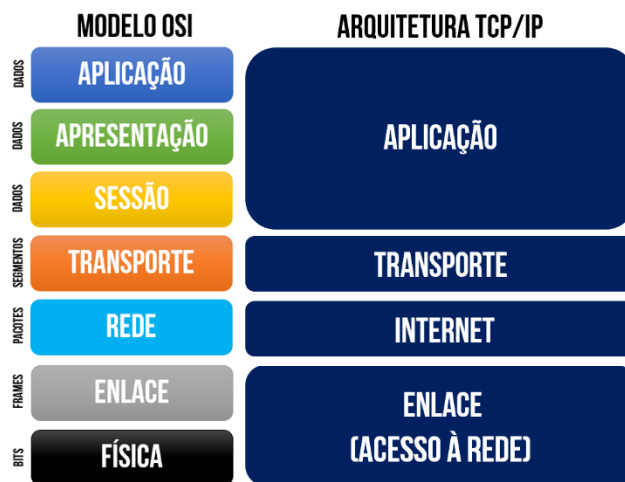 MODELO OSI
ARQUITETURA TCP/IP
DADOS
APLICAÇÃO
DADOS
APRESENTAÇÃO
DADOS
SESSÃO
APLICAÇÃO
SEGMENTOS
TRANSPORTE
TRANSPORTE
PACOTES
REDE
INTERNET
FRAMES
ENLACE
BITS
FÍSICA
ENLACE
(ACESSO À REDE)